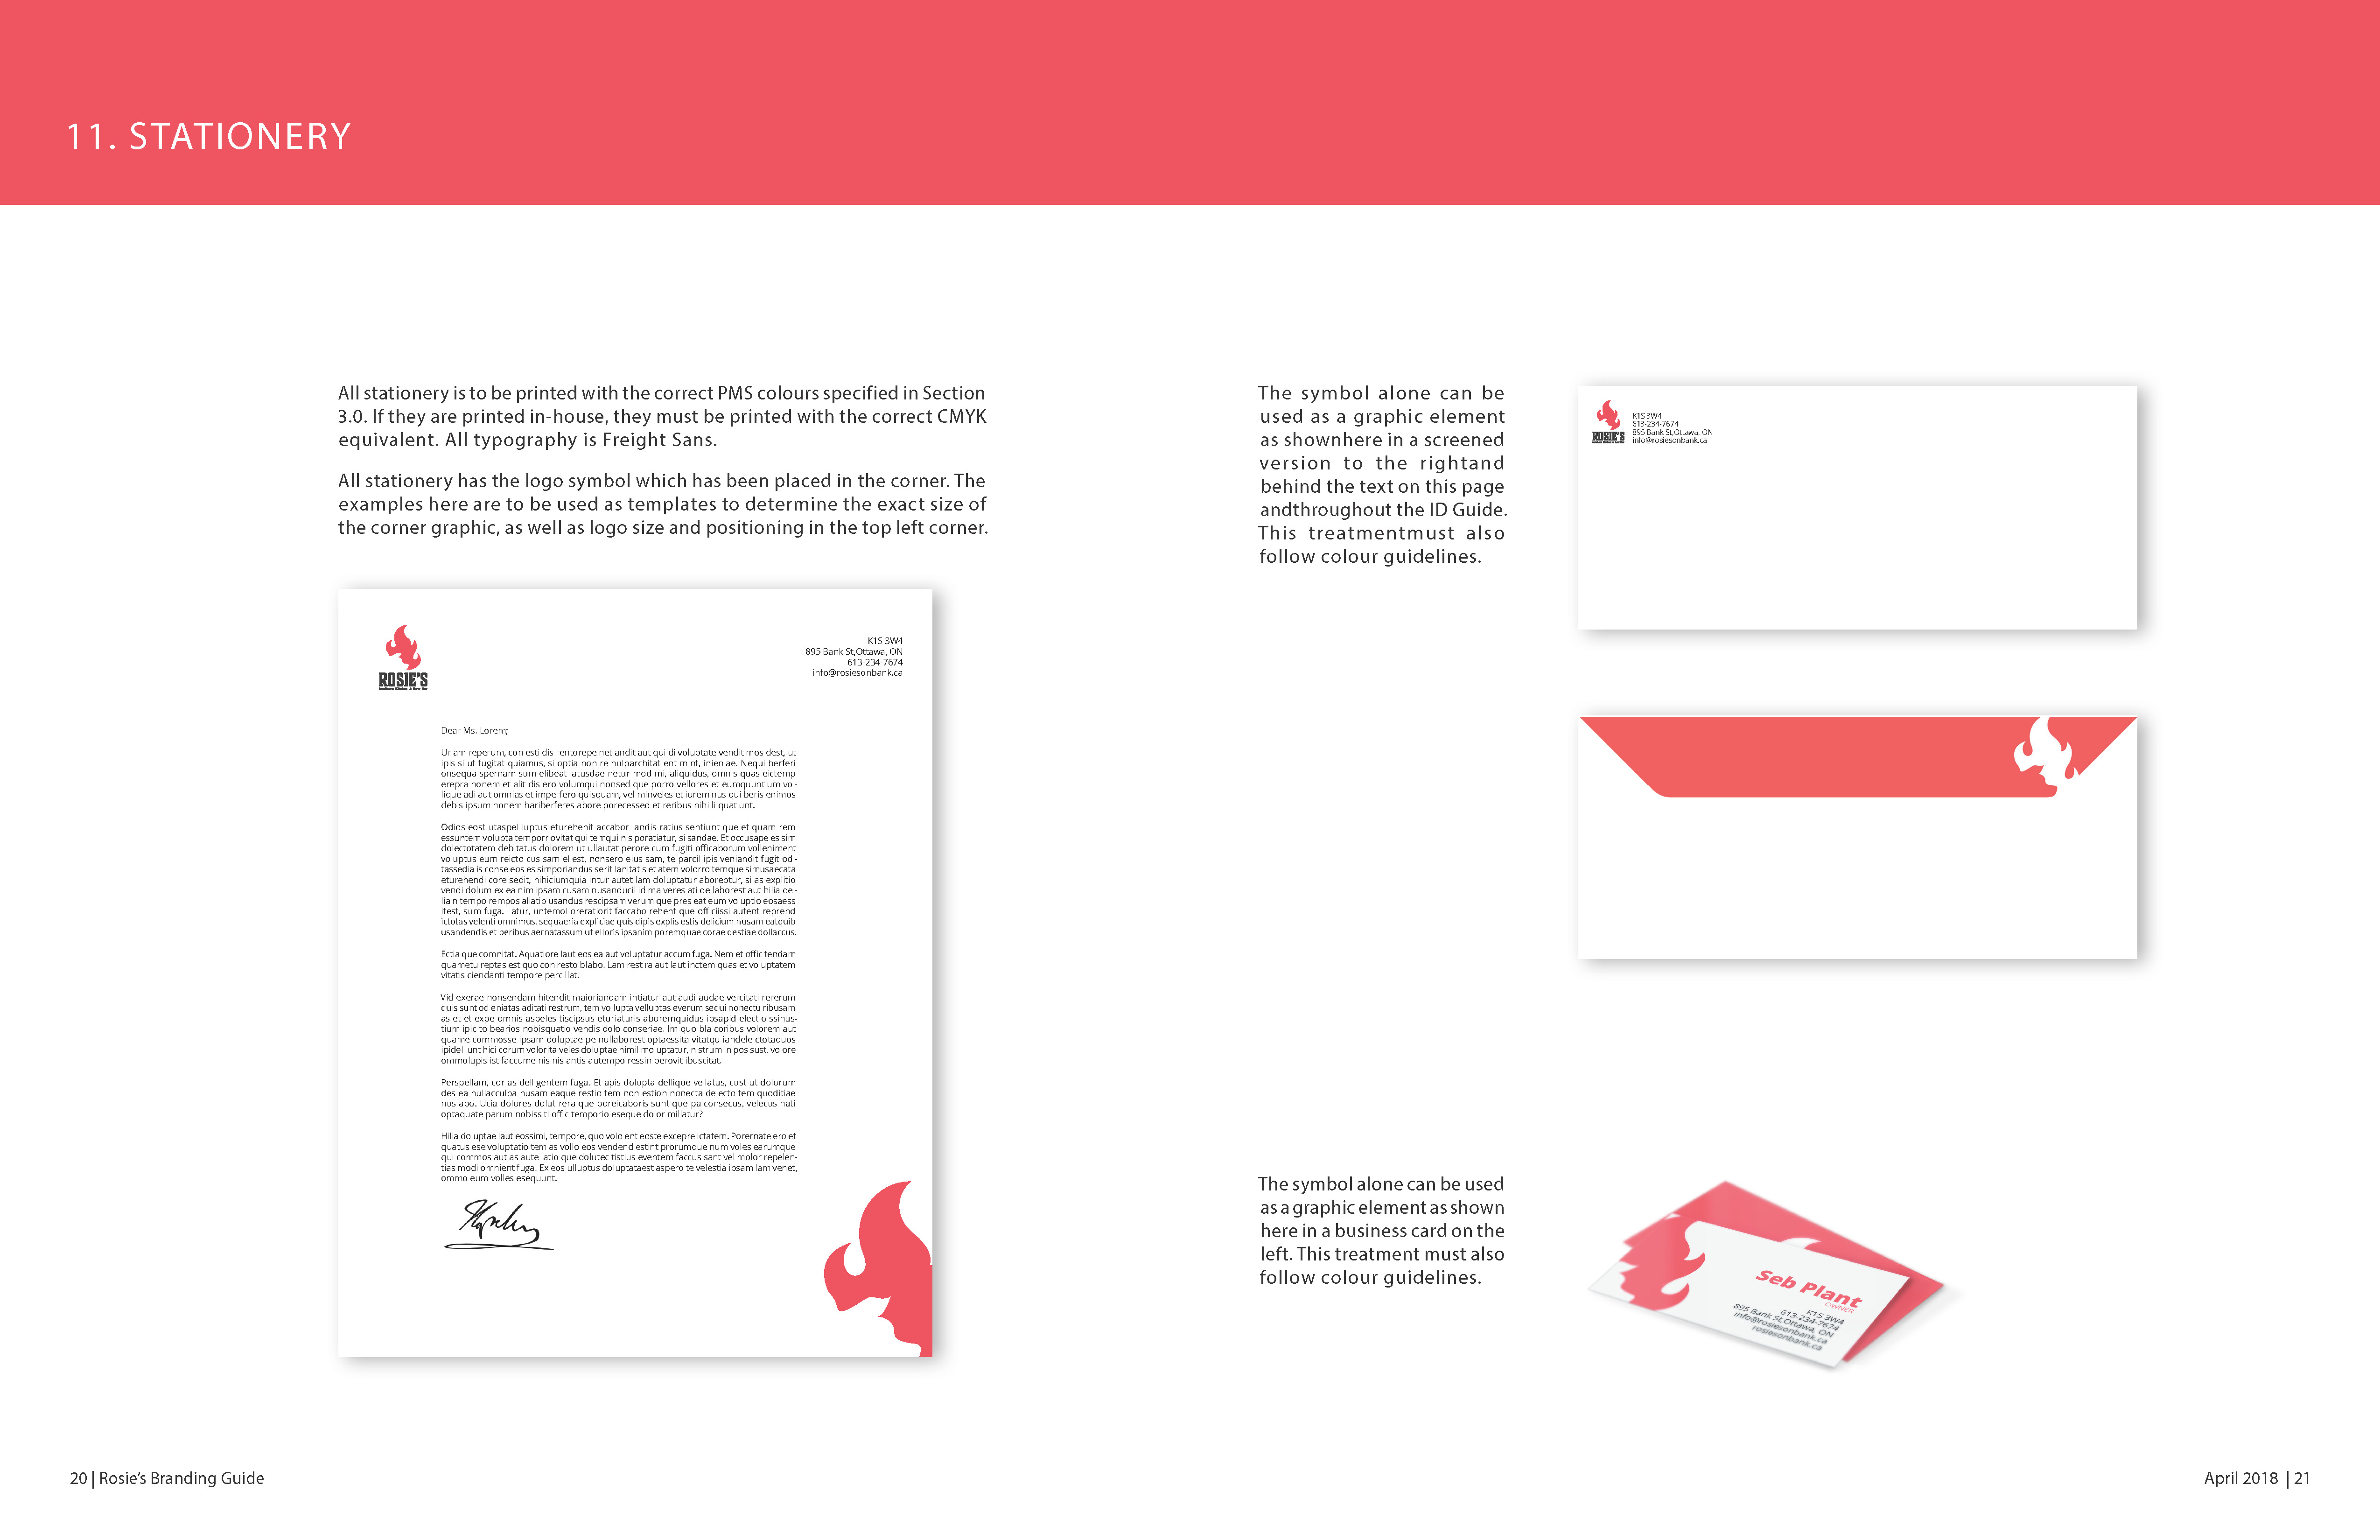 11. STATIONERY
All stationery is to be printed with the correct PMS colours specified in Section
3.0. If they are printed in-house, they must be printed with the correct CMYK
equivalent. All typography is Freight Sans.
All stationery has the logo symbol which has been placed in the corner. The
examples here are to be used as templates to determine the exact size of
the corner graphic, as well as logo size and positioning in the top left corner.
ROSIE'S
Southern Kitchen & Raw Bar
K1S 3W4
895 Bank St,Ottawa, ON
613-234-7674
info@rosiesonbank.ca
Dear Ms. Lorem;
Uriam reperum, con esti dis rentorepe net andit aut qui di voluptate vendit mos dest, ut
ipis si ut fugitat quiamus, si optia non re nulparchitat ent mint, inieniae. Nequi berferi
onsequa spernam sum elibeat iatusdae netur mod mi, aliquidus, omnis quas eictemp
erepra nonem et alit dis ero volumqui nonsed que porro vellores et eumquuntium vol-
lique adi aut omnias et imperfero quisquam, vel minveles et iurem nus qui beris enimos
debis ipsum nonem hariberferes abore porecessed et reribus nihilli quatiunt.
Odios eost utaspel luptus eturehenit accabor iandis ratius sentiunt que et quam rem
essuntem volupta temporr ovitat qui temqui nis poratiatur, si sandae. Et occusape es sim
dolectotatem debitatus dolorem ut ullautat perore cum fugiti officaborum volleniment
voluptus eum reicto cus sam ellest, nonsero eius sam, te parcil ipis veniandit fugit odi-
tassedia is conse eos es simporiandus serit lanitatis et atem volorro temque simusaecata
eturehendi core sedit, nihiciumquia intur autet lam doluptatur aboreptur, si as explitio
vendi dolum ex ea nim ipsam cusam nusanducil id ma veres ati dellaborest aut hilia del-
lia nitempo rempos aliatib usandus rescipsam verum que pres eat eum voluptio eosaess
itest, sum fuga. Latur, untemol oreratiorit faccabo rehent que officiissi autent reprend
ictotas velenti omnimus, sequaeria expliciae quis dipis explis estis delicium nusam eatquib
usandendis et peribus aernatassum ut elloris ipsanim poremquae corae destiae dollaccus.
Ectia que comnitat. Aquatiore laut eos ea aut voluptatur accum fuga. Nem et offic tendam
quametu reptas est quo con resto blabo. Lam rest ra aut laut inctem quas et voluptatem
vitatis ciendanti tempore percillat.
Vid exerae nonsendam hitendit maioriandam intiatur aut audi audae vercitati rererum
quis sunt od eniatas aditati restrum, tem vollupta velluptas everum sequi nonectu ribusam
as et et expe omnis aspeles tiscipsus eturiaturis aboremquidus ipsapid electio ssinus-
tium ipic to bearios nobisquatio vendis dolo conseriae. Im quo bla coribus volorem aut
quame commosse ipsam doluptae pe nullaborest optaessita vitatqu iandele ctotaquos
ipidel iunt hici corum volorita veles doluptae nimil moluptatur, nistrum in pos sust, volore
ommolupis ist faccume nis nis antis autempo ressin perovit ibuscitat.
Perspellam, cor as delligentem fuga. Et apis dolupta dellique vellatus, cust ut dolorum
des ea nullacculpa nusam eaque restio tem non estion nonecta delecto tem quoditiae
nus abo. Ucia dolores dolut rera que poreicaboris sunt que pa consecus, velecus nati
optaquate parum nobissiti offic temporio eseque dolor millatur?
Hilia doluptae laut eossimi, tempore, quo volo ent eoste excepre ictatem. Porernate ero et
quatus ese voluptatio tem as vollo eos vendend estint prorumque num voles earumque
qui commos aut as aute latio que dolutec tistius eventem faccus sant vel molor repelen-
tias modi omnient fuga. Ex eos ulluptus doluptataest aspero te velestia ipsam lam venet,
ommo eum volles esequunt.
The symbol alone can be
used as a graphic element
as shownhere in a screened
version to the rightand
behind the text on this page
andthroughout the ID Guide.
This treatmentmust also
follow colour guidelines.
ROSIE'S
K1S 3W4
613-234-7674
895 Bank St,Ottawa, ON
info@rosiesonbank.ca
The symbol alone can be used
as a graphic element as shown
here in a business card on the
left. This treatment must also
follow colour guidelines.
Seb Plant
OWNER
K1S 3W4
613-234-7674
895 Bank St,Ottawa, ON
info@rosiesonbank.ca
rosiesonbank.ca
20 | Rosie's Branding Guide
April 2018 | 21